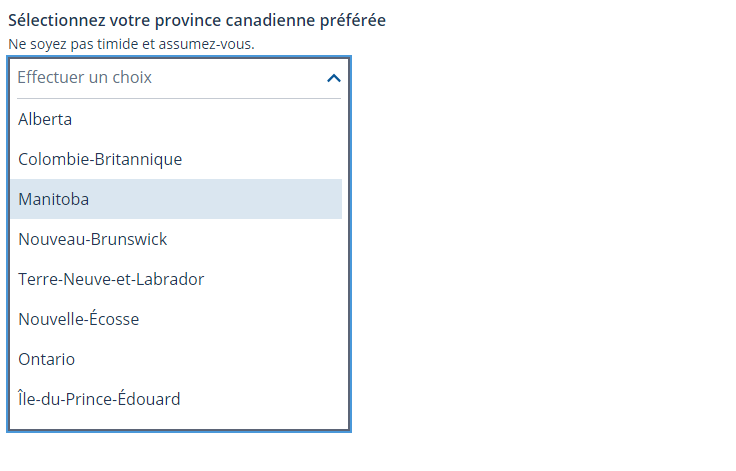 Sélectionnez votre province canadienne préférée
Ne soyez pas timide et assumez-vous.
Effectuer un choix
Alberta
Colombie-Britannique
Manitoba
Nouveau-Brunswick
Terre-Neuve-et-Labrador
Nouvelle-Écosse
Ontario
Île-du-Prince-Édouard